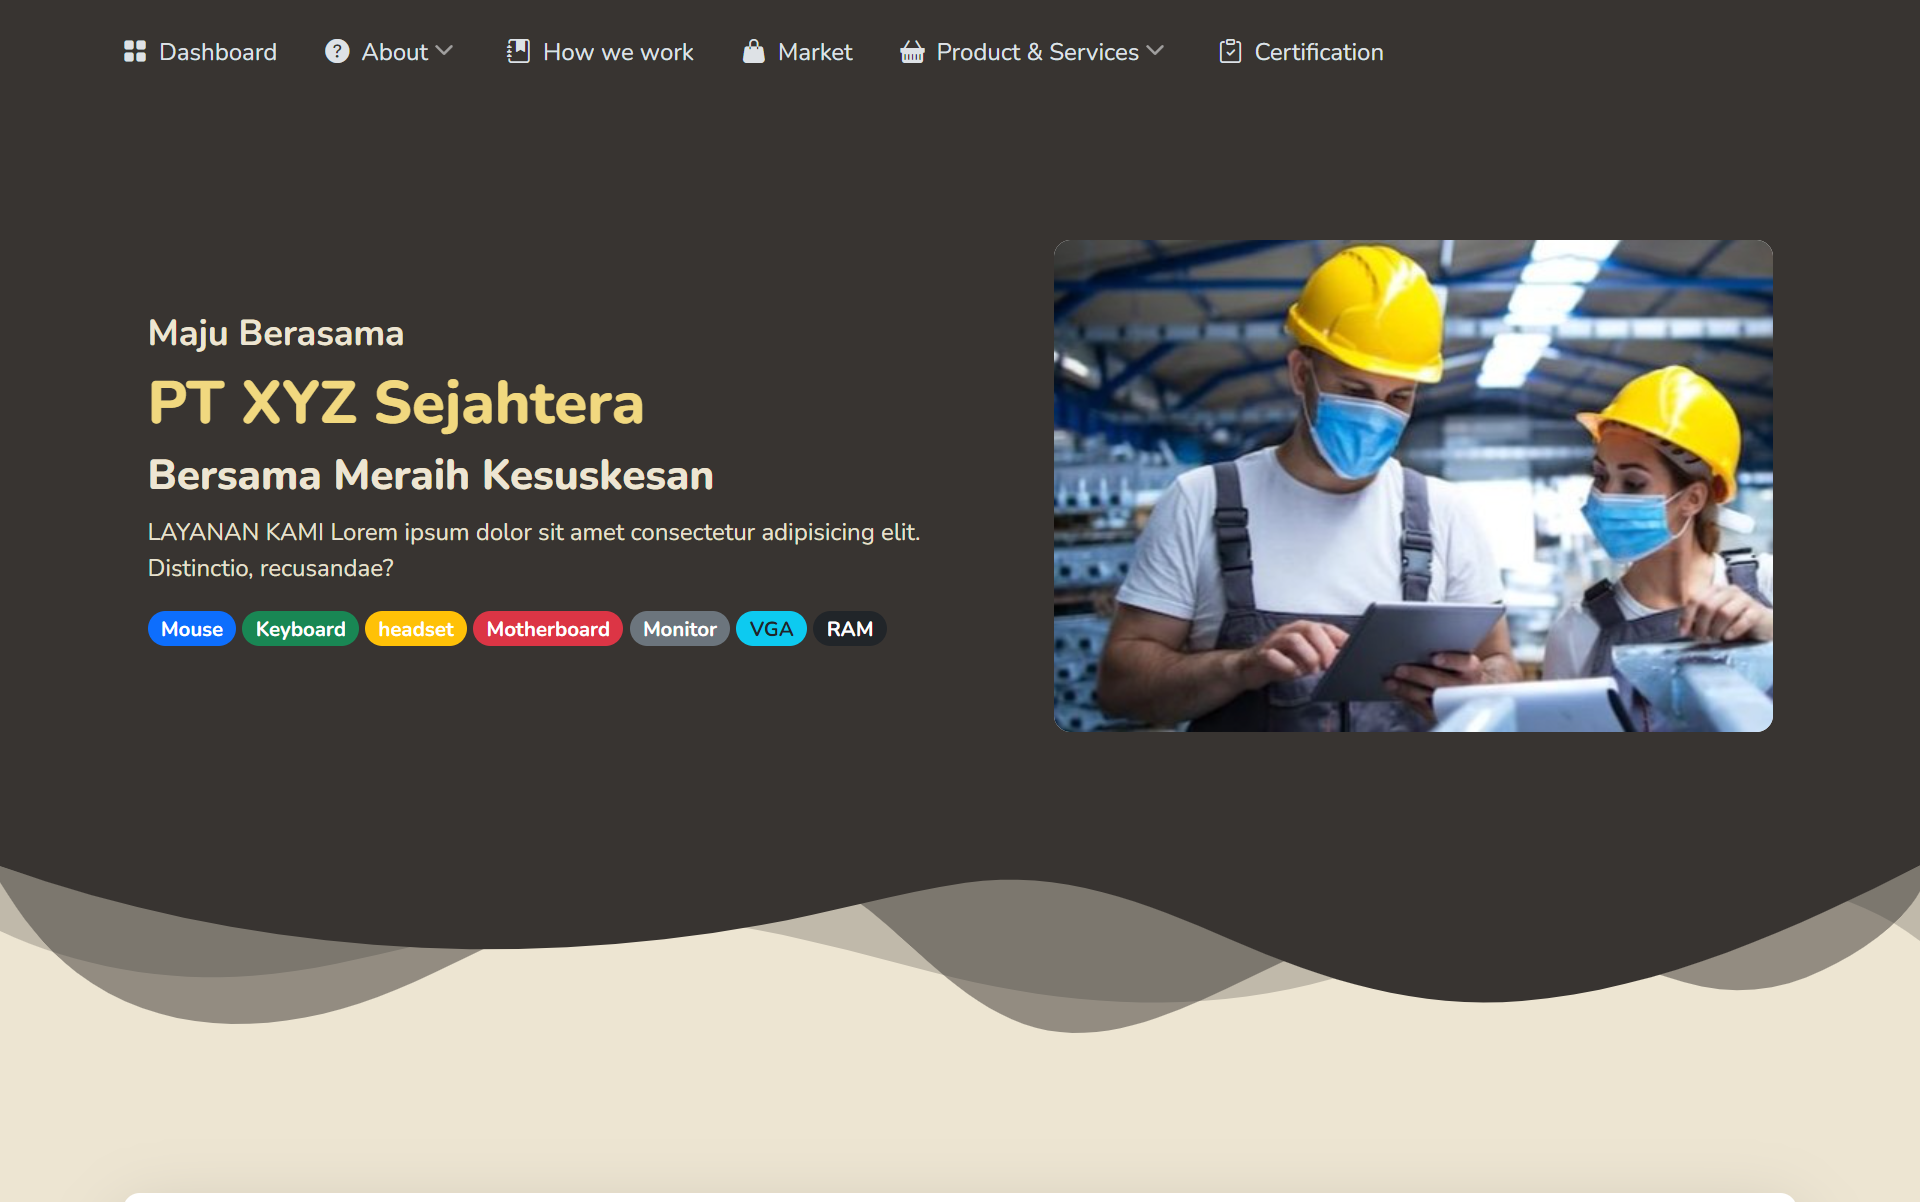 Dashboard About How we work Market Product & Services Certification
Maju Berasama
PT XYZ Sejahtera
Bersama Meraih Kesuskesan
LAYANAN KAMI Lorem ipsum dolor sit amet consectetur adipisicing elit.
Distinctio, recusandae?
Mouse Keyboard headset Motherboard Monitor VGA RAM